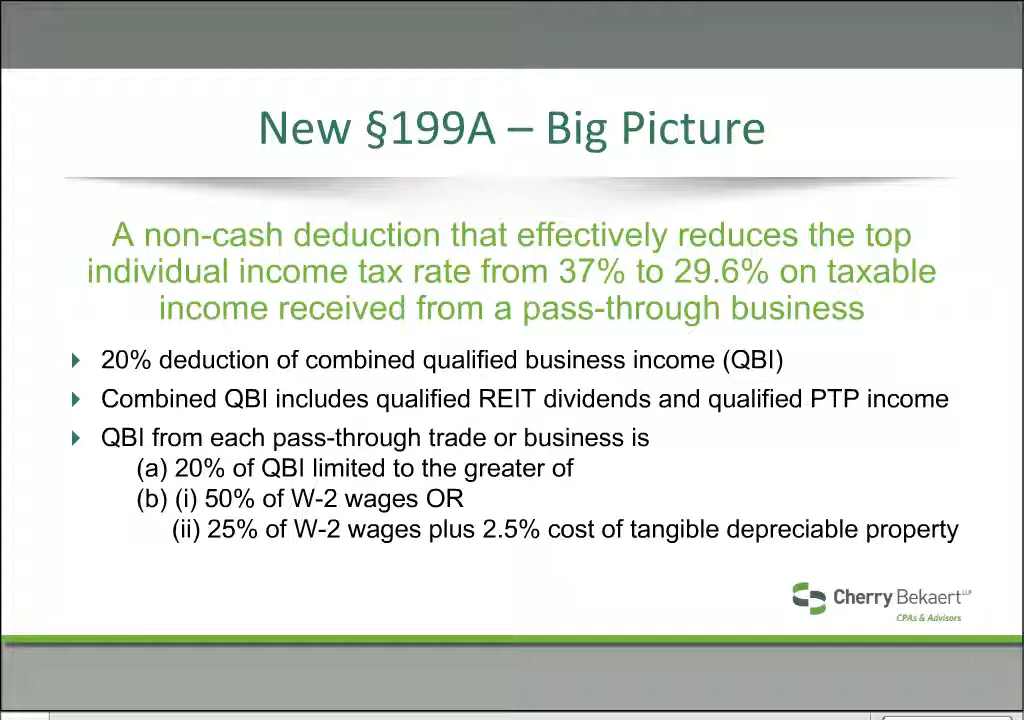 New §199A – Big Picture
A non-cash deduction that effectively reduces the top
individual income tax rate from 37% to 29.6% on taxable
income received from a pass-through business
20% deduction of combined qualified business income (QBI)
Combined QBI includes qualified REIT dividends and qualified PTP income
QBI from each pass-through trade or business is
(a) 20% of QBI limited to the greater of
(b) (i) 50% of W-2 wages OR
(ii) 25% of W-2 wages plus 2.5% cost of tangible depreciable property
Cherry Bekaert LLP
CPAs & Advisors